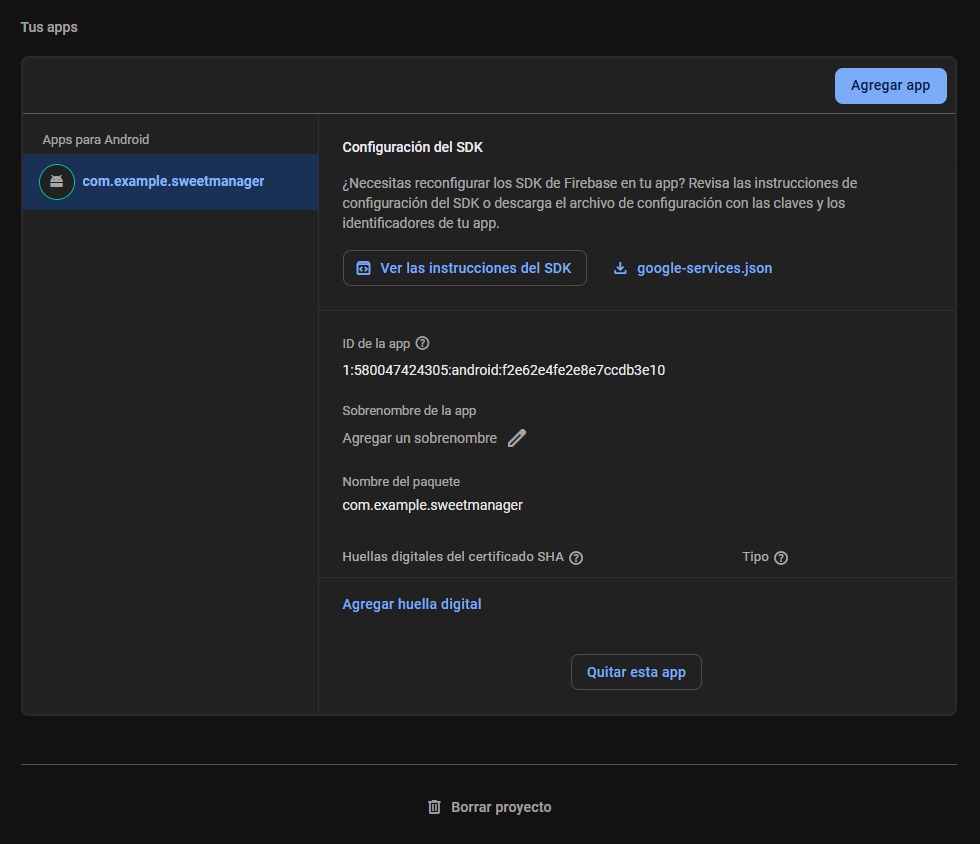 Tus apps
Agregar app
Apps para Android
com.example.sweetmanager
Configuración del SDK
¿Necesitas reconfigurar los SDK de Firebase en tu app? Revisa las instrucciones de
configuración del SDK o descarga el archivo de configuración con las claves y los
identificadores de tu app.
Ver las instrucciones del SDK
google-services.json
ID de la app
1:580047424305:android:f2e62e4fe2e8e7ccdb3e10
Sobrenombre de la app
Agregar un sobrenombre
Nombre del paquete
com.example.sweetmanager
Huellas digitales del certificado SHA
Tipo
Agregar huella digital
Quitar esta app
Borrar proyecto